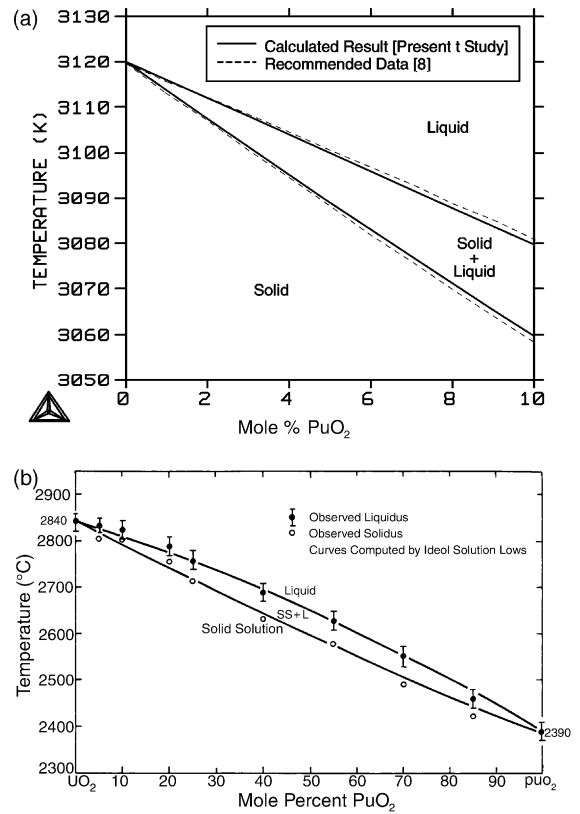 (a)
3130
3120
3110
3100
3090
3080
3070
3060
3050
TEMPERATURE (K)
Calculated Result [Present t Study]
Recommended Data [8]
Liquid
Solid
+
Liquid
Solid
0 2 4 6 8 10
Mole % PuO₂
(b)
2900
2840
2800
2700
2600
2500
2400
2300
Temperature (°C)
Observed Liquidus
Observed Solidus
Curves Computed by Ideol Solution Lows
Liquid
SS+L
Solid Solution
2390
UO₂ 10 20 30 40 50 60 70 80 90 puo₂
Mole Percent PuO₂